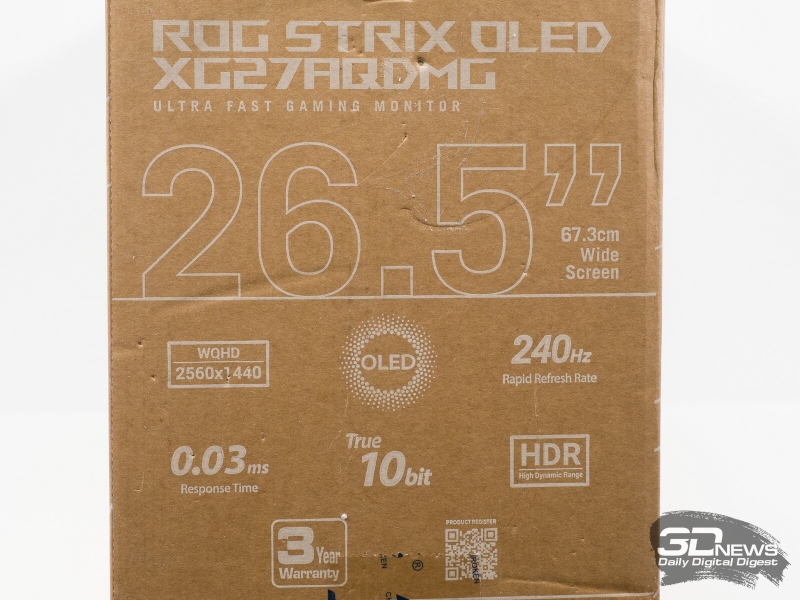 ROG STRIX OLED
XG27AQDMG
ULTRA FAST GAMING MONITOR
26.5”
67.3cm
Wide
Screen
WQHD
2560x1440
OLED
240Hz
Rapid Refresh Rate
0.03ms
Response Time
True
10bit
HDR
High Dynamic Range
3 Year
Warranty
PRODUCT REGISTER
®
3DNEWS
Daily Digital Digest